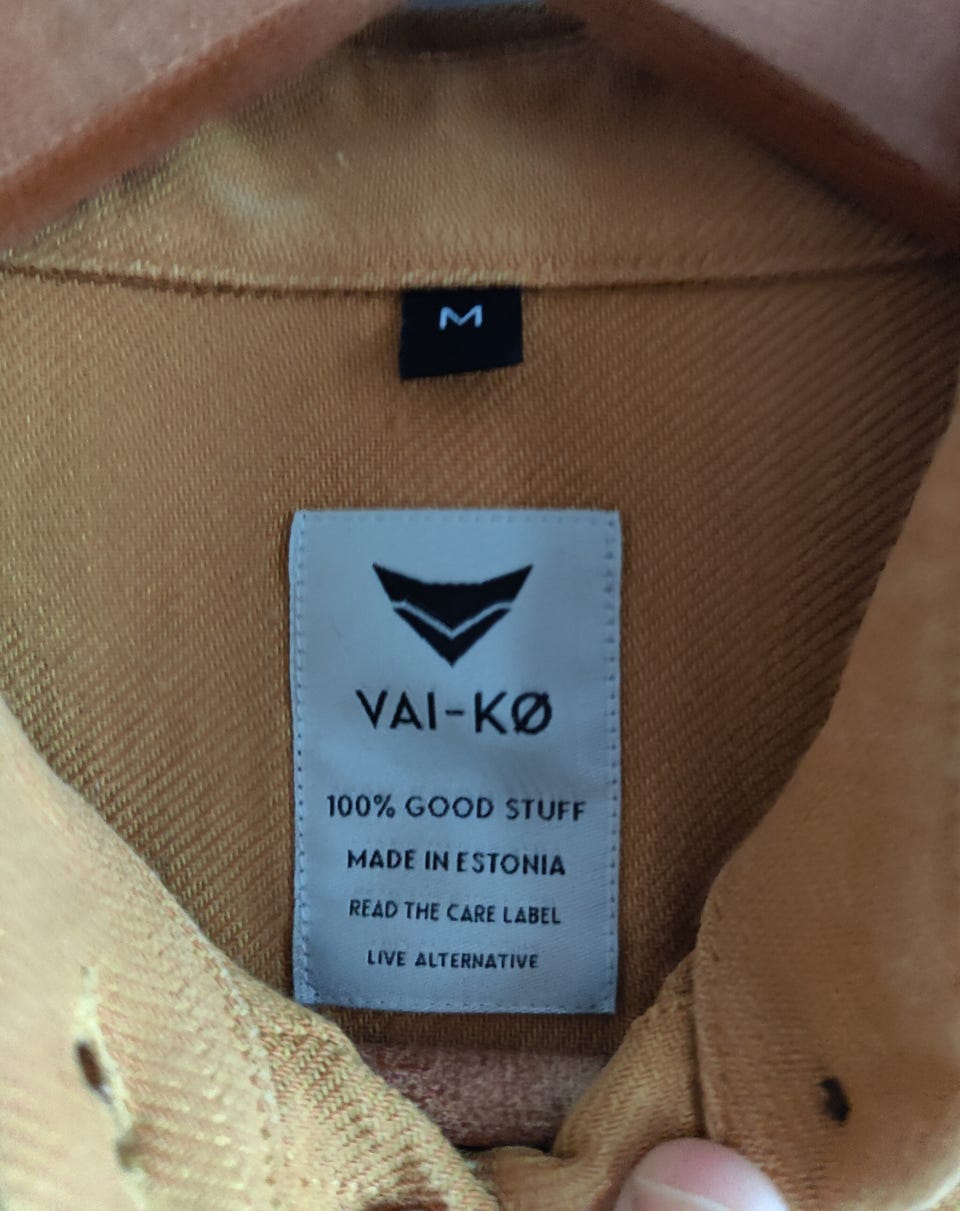 M
VAI-KØ
100% GOOD STUFF
MADE IN ESTONIA
READ THE CARE LABEL
LIVE ALTERNATIVE